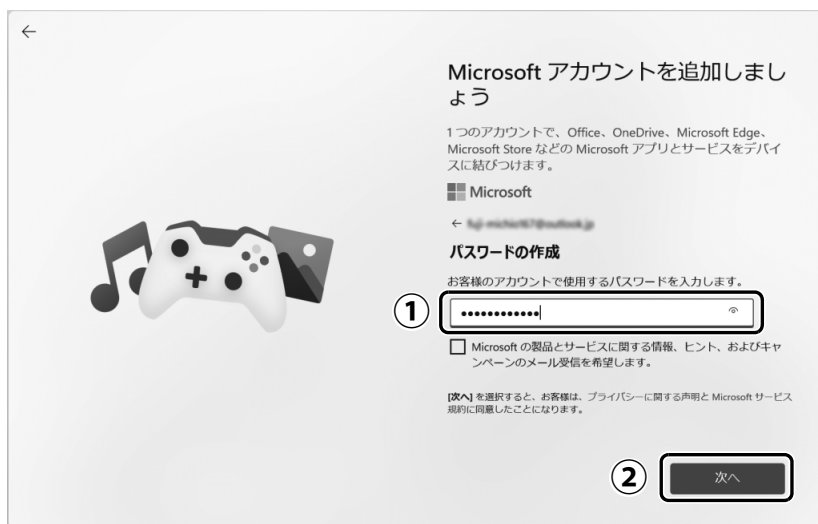 ←
Microsoft アカウントを追加しまし
ょう
1 つのアカウントで、Office、OneDrive、Microsoft Edge、
Microsoft Store などの Microsoft アプリとサービスをデバイ
スに結びつけます。
Microsoft
←
パスワードの作成
お客様のアカウントで使用するパスワードを入力します。
① ••••••••••••
Microsoft の製品とサービスに関する情報、ヒント、およびキャ
ンペーンのメール受信を希望します。
[次へ] を選択すると、お客様は、プライバシーに関する声明と Microsoft サービス
規約に同意したことになります。
② 次へ